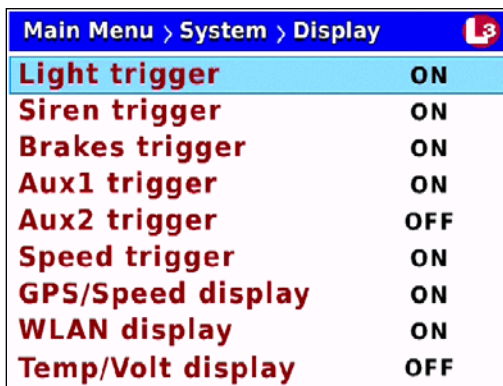 Main Menu > System > Display L3
Light trigger ON
Siren trigger ON
Brakes trigger ON
Aux1 trigger ON
Aux2 trigger OFF
Speed trigger ON
GPS/Speed display ON
WLAN display ON
Temp/Volt display OFF